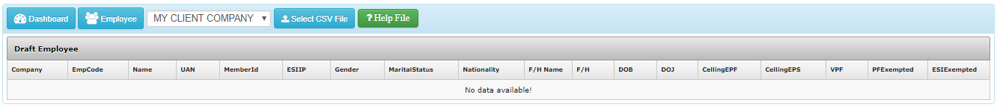 Dashboard Employee MY CLIENT COMPANY Select CSV File ? Help File
Draft Employee
Company EmpCode Name UAN MemberId ESIIP Gender MaritalStatus Nationality F/H Name F/H DOB DOJ CellingEPF CellingEPS VPF PFExempted ESIExempted
No data available!